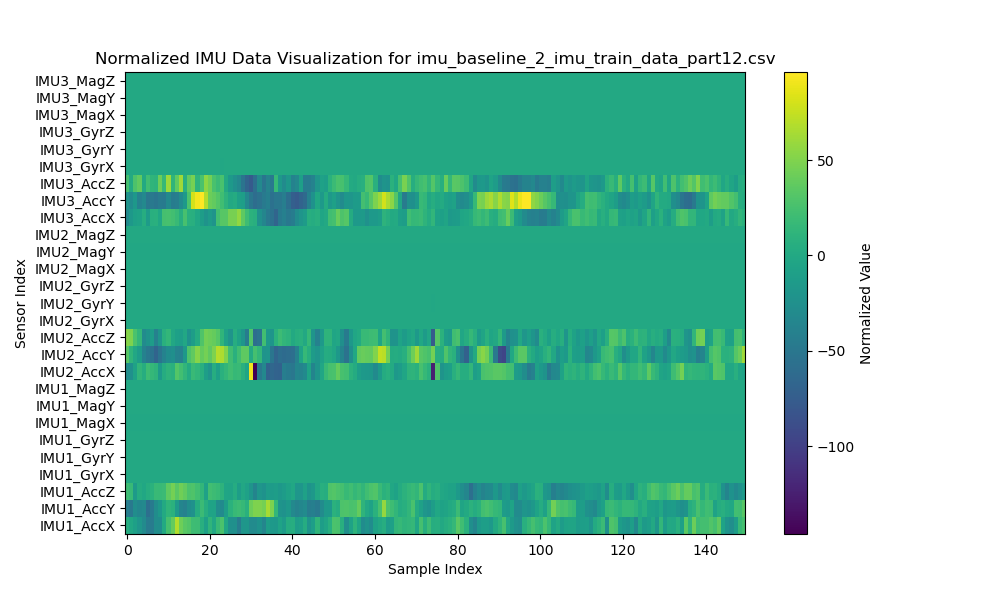 Normalized IMU Data Visualization for imu_baseline_2_imu_train_data_part12.csv
IMU3_MagZ
IMU3_MagY
IMU3_MagX
IMU3_GyrZ
IMU3_GyrY
IMU3_GyrX
IMU3_AccZ
IMU3_AccY
IMU3_AccX
IMU2_MagZ
IMU2_MagY
IMU2_MagX
IMU2_GyrZ
IMU2_GyrY
IMU2_GyrX
IMU2_AccZ
IMU2_AccY
IMU2_AccX
IMU1_MagZ
IMU1_MagY
IMU1_MagX
IMU1_GyrZ
IMU1_GyrY
IMU1_GyrX
IMU1_AccZ
IMU1_AccY
IMU1_AccX
Sensor Index
0 20 40 60 80 100 120 140
Sample Index
50
0
−50
−100
Normalized Value